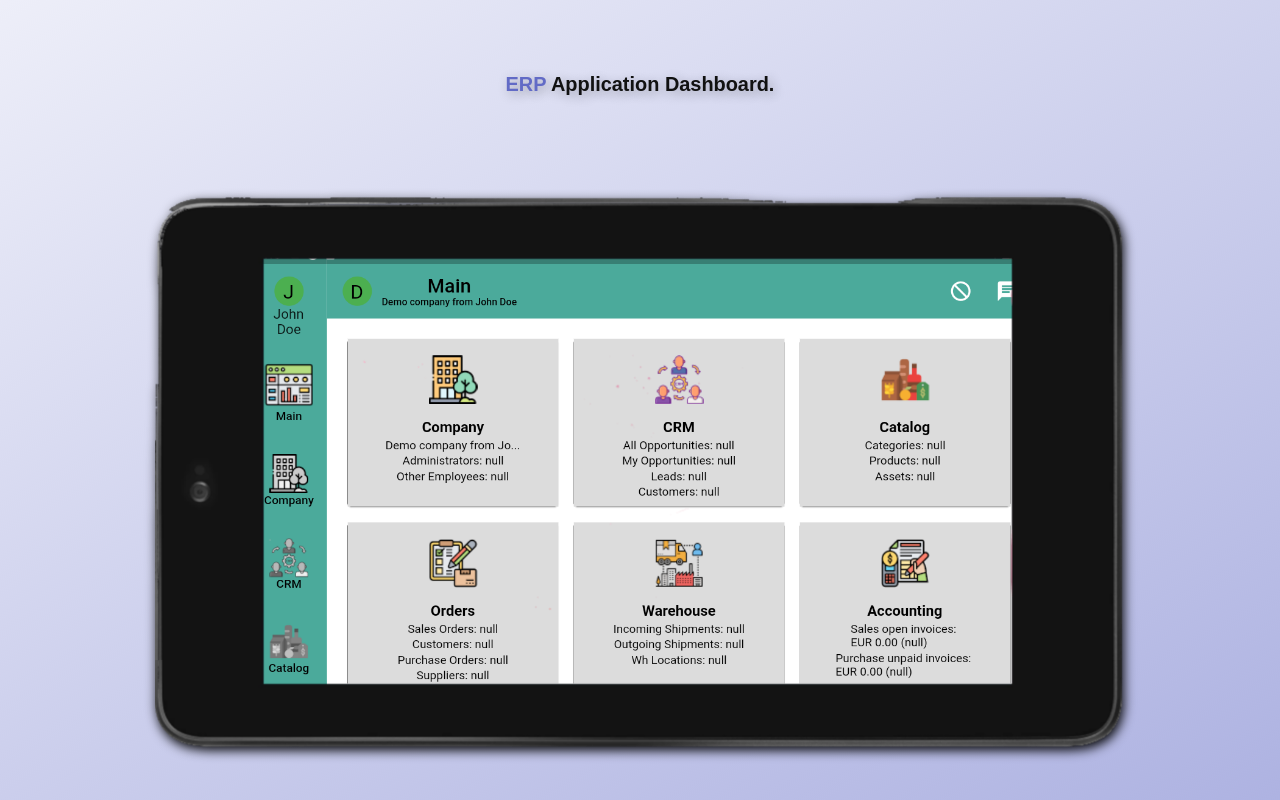 ERP Application Dashboard.
J
John
Doe
D
Main
Demo company from John Doe
Main
Company
CRM
Catalog
Company
Demo company from Jo...
Administrators: null
Other Employees: null
CRM
All Opportunities: null
My Opportunities: null
Leads: null
Customers: null
Catalog
Categories: null
Products: null
Assets: null
Orders
Sales Orders: null
Customers: null
Purchase Orders: null
Suppliers: null
Warehouse
Incoming Shipments: null
Outgoing Shipments: null
Wh Locations: null
Accounting
Sales open invoices:
EUR 0.00 (null)
Purchase unpaid invoices:
EUR 0.00 (null)